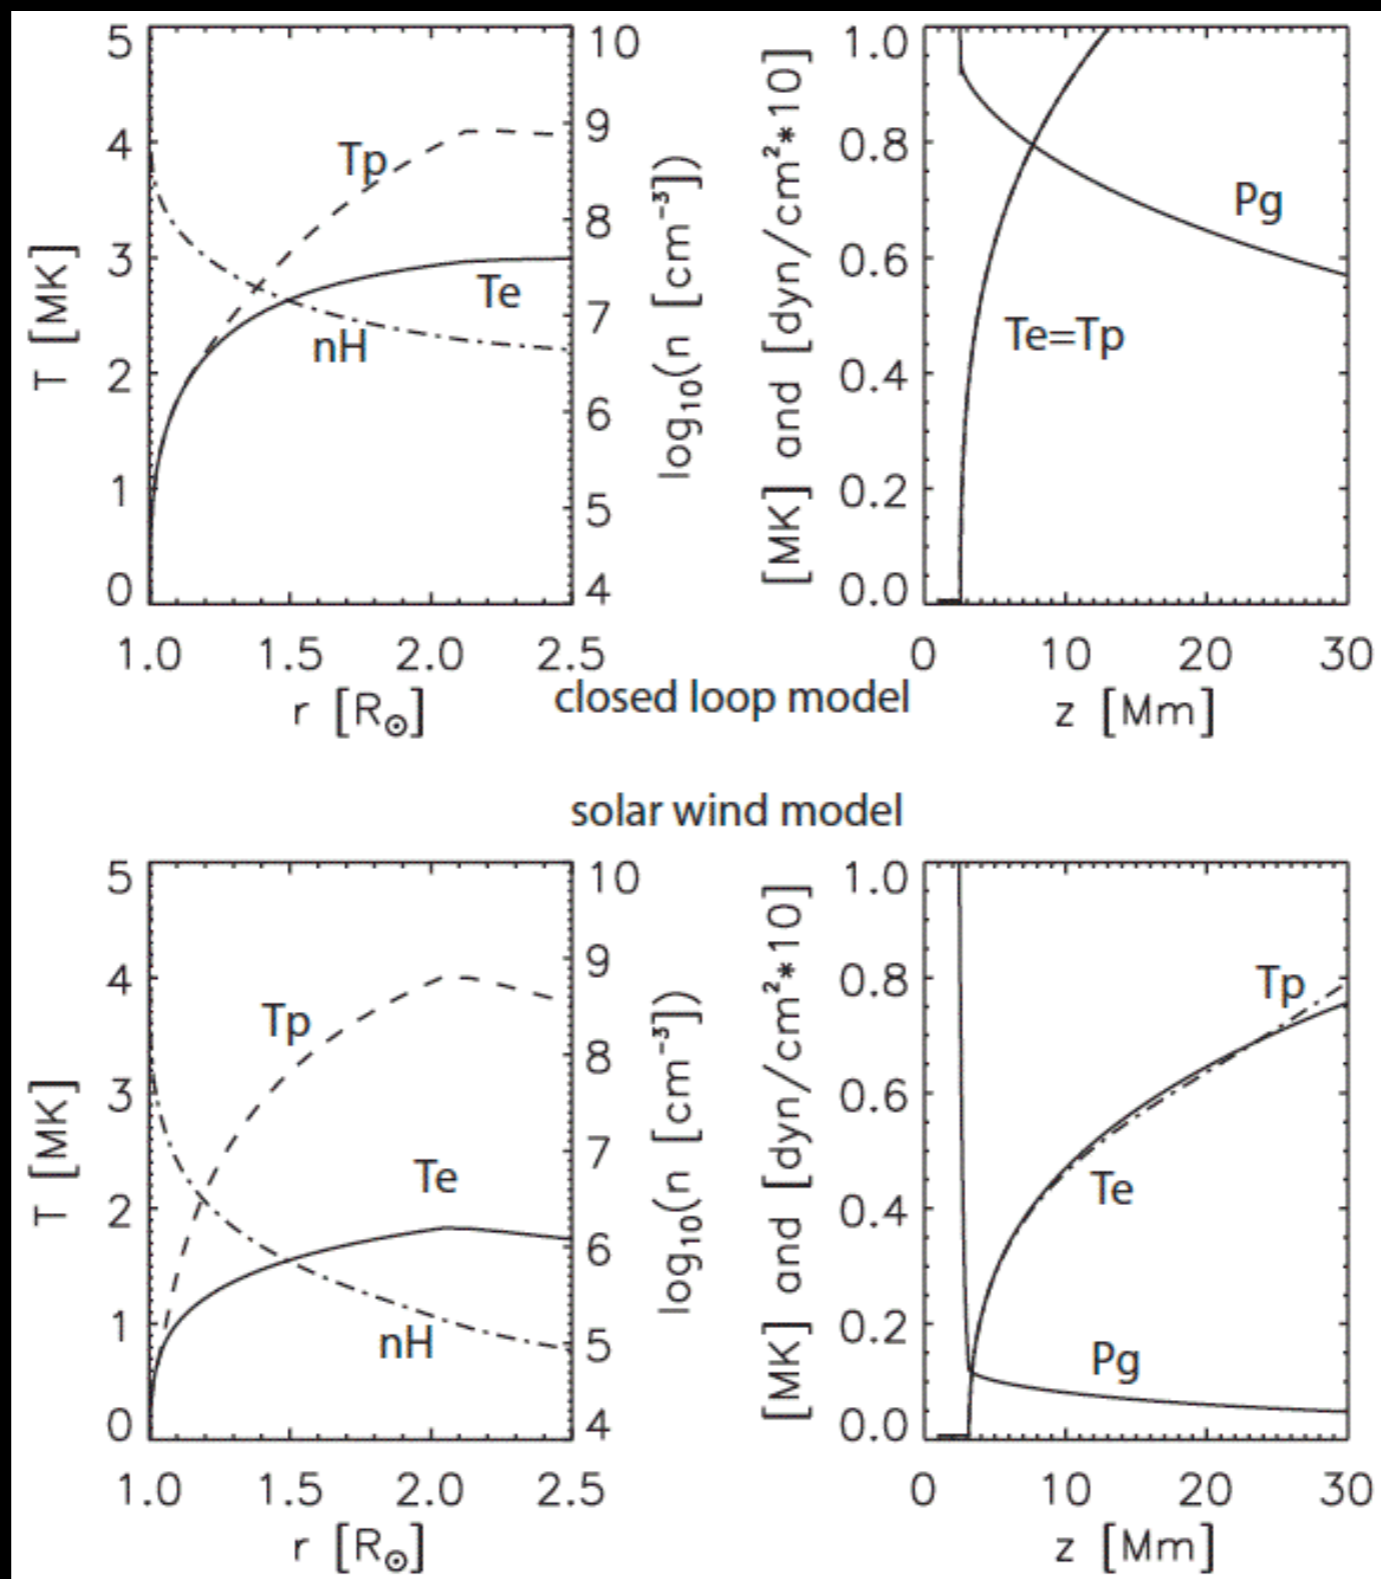 5
4
3
2
1
0
T [MK]
Tp
Te
nH
10
9
8
7
6
5
4
log₁₀(n [cm⁻³])
1.0 1.5 2.0 2.5
r [R☉]
1.0
0.8
0.6
0.4
0.2
0.0
[MK] and [dyn/cm²*10]
Pg
Te=Tp
0 10 20 30
z [Mm]
closed loop model
solar wind model
5
4
3
2
1
0
T [MK]
Tp
Te
nH
10
9
8
7
6
5
4
log₁₀(n [cm⁻³])
1.0 1.5 2.0 2.5
r [R☉]
1.0
0.8
0.6
0.4
0.2
0.0
[MK] and [dyn/cm²*10]
Tp
Te
Pg
0 10 20 30
z [Mm]